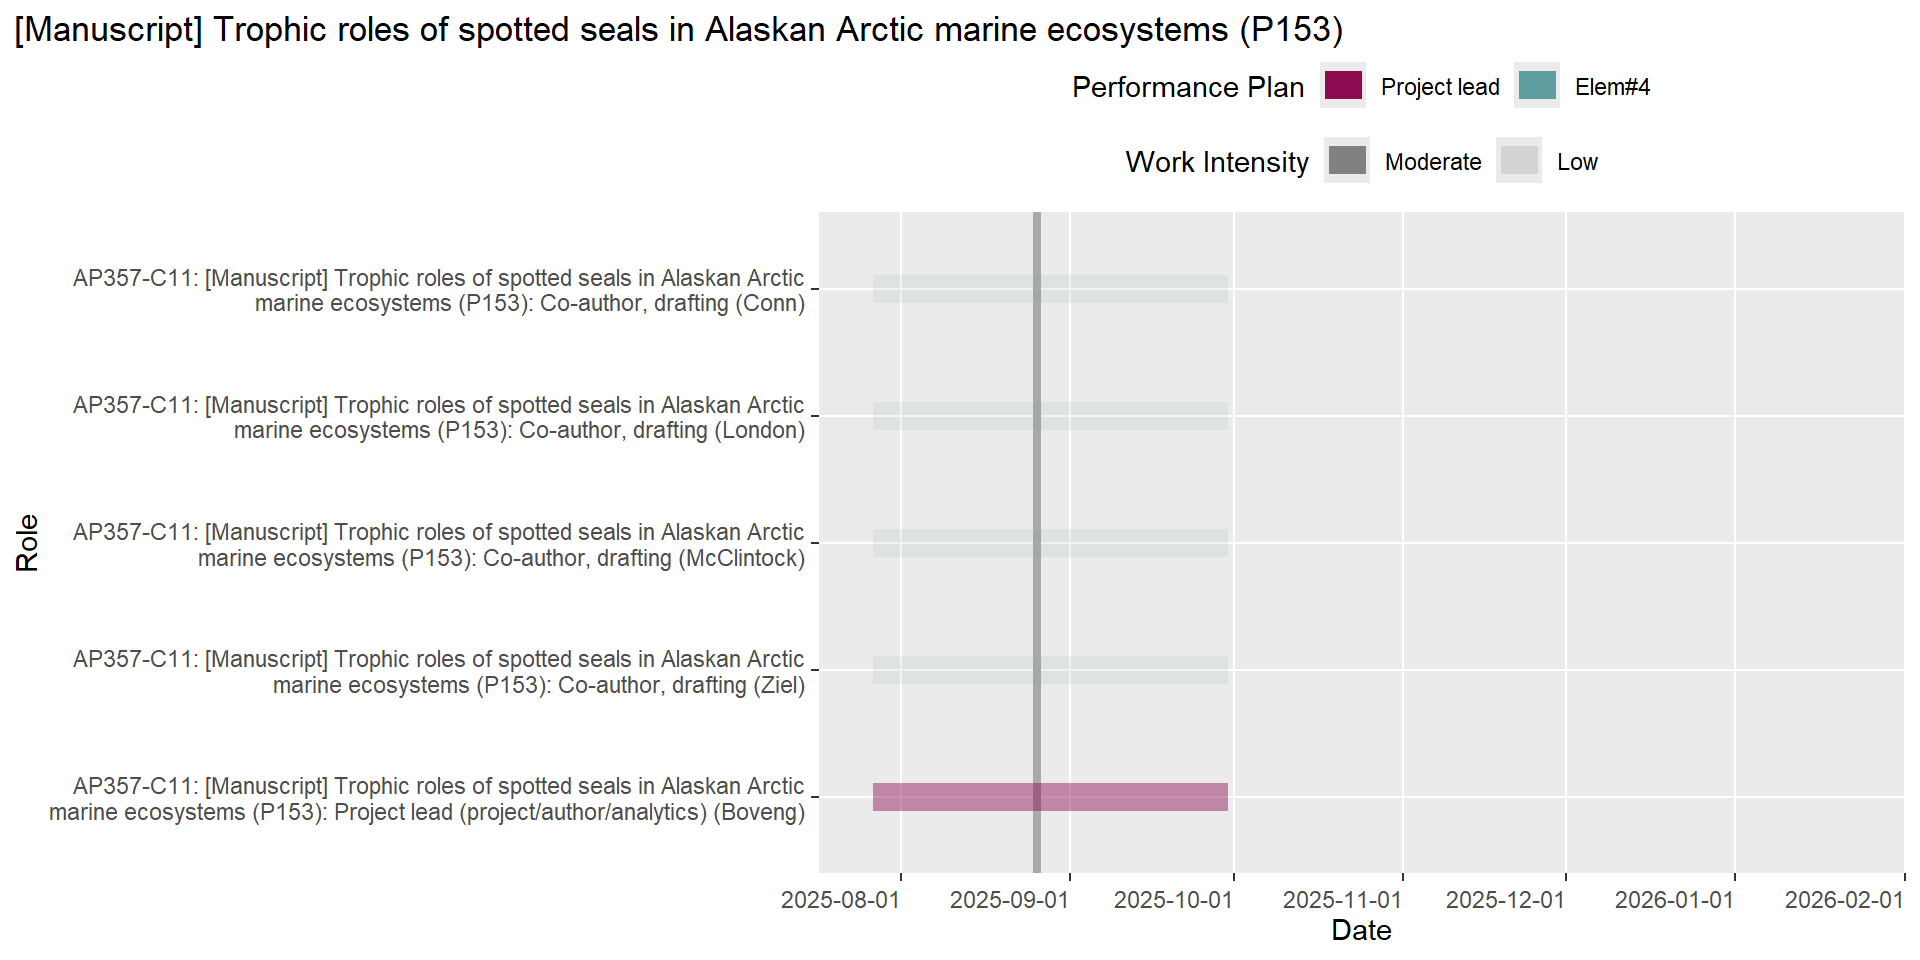 [Manuscript] Trophic roles of spotted seals in Alaskan Arctic marine ecosystems (P153)
Performance Plan Project lead Elem#4
Work Intensity Moderate Low
AP357-C11: [Manuscript] Trophic roles of spotted seals in Alaskan Arctic
marine ecosystems (P153): Co-author, drafting (Conn)
AP357-C11: [Manuscript] Trophic roles of spotted seals in Alaskan Arctic
marine ecosystems (P153): Co-author, drafting (London)
AP357-C11: [Manuscript] Trophic roles of spotted seals in Alaskan Arctic
marine ecosystems (P153): Co-author, drafting (McClintock)
AP357-C11: [Manuscript] Trophic roles of spotted seals in Alaskan Arctic
marine ecosystems (P153): Co-author, drafting (Ziel)
AP357-C11: [Manuscript] Trophic roles of spotted seals in Alaskan Arctic
marine ecosystems (P153): Project lead (project/author/analytics) (Boveng)
Role
2025-08-01 2025-09-01 2025-10-01 2025-11-01 2025-12-01 2026-01-01 2026-02-01
Date